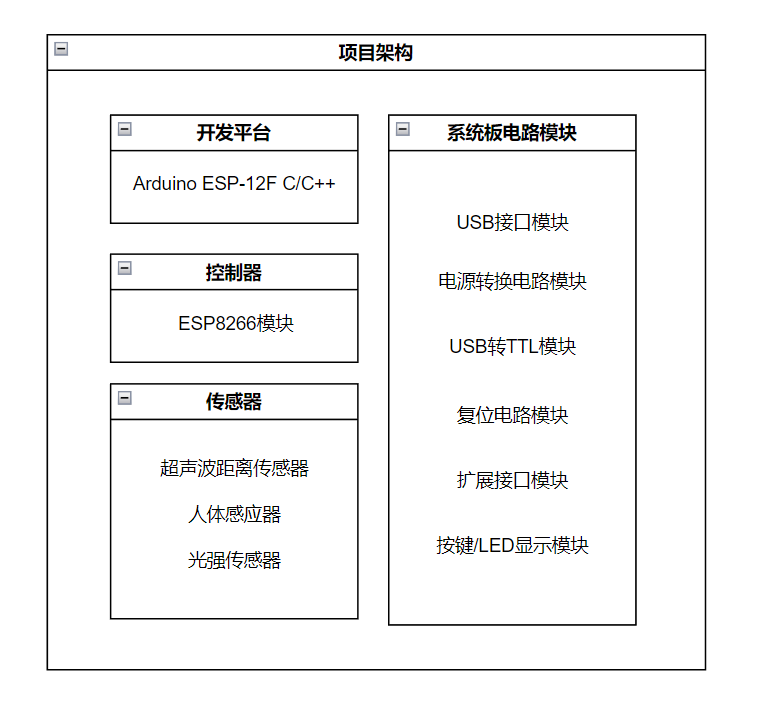 项目架构
开发平台
Arduino ESP-12F C/C++
控制器
ESP8266模块
传感器
超声波距离传感器
人体感应器
光强传感器
系统板电路模块
USB接口模块
电源转换电路模块
USB转TTL模块
复位电路模块
扩展接口模块
按键/LED显示模块